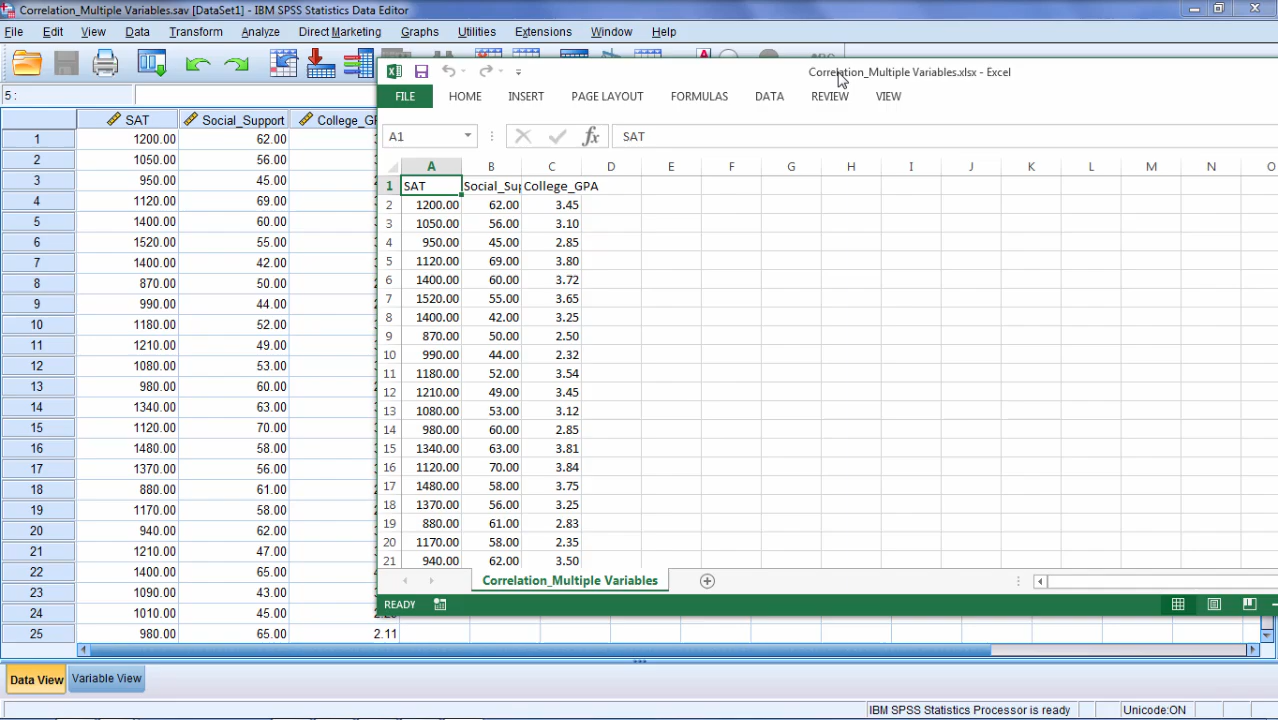 Correlation_Multiple Variables.sav [DataSet1] - IBM SPSS Statistics Data Editor
File Edit View Data Transform Analyze Direct Marketing Graphs Utilities Extensions Window Help
5 :
SAT Social_Support College_GP
1 1200.00 62.00
2 1050.00 56.00
3 950.00 45.00
4 1120.00 69.00
5 1400.00 60.00
6 1520.00 55.00
7 1400.00 42.00
8 870.00 50.00
9 990.00 44.00
10 1180.00 52.00
11 1210.00 49.00
12 1080.00 53.00
13 980.00 60.00
14 1340.00 63.00
15 1120.00 70.00
16 1480.00 58.00
17 1370.00 56.00
18 880.00 61.00
19 1170.00 58.00
20 940.00 62.00
21 1210.00 47.00
22 1400.00 65.00
23 1090.00 43.00
24 1010.00 45.00
25 980.00 65.00 2.11
Data View Variable View
IBM SPSS Statistics Processor is ready Unicode:ON
Correlation_Multiple Variables.xlsx - Excel
FILE HOME INSERT PAGE LAYOUT FORMULAS DATA REVIEW VIEW
A1 fx SAT
A B C D E F G H I J K L M N O
1 SAT Social_Sup College_GPA
2 1200.00 62.00 3.45
3 1050.00 56.00 3.10
4 950.00 45.00 2.85
5 1120.00 69.00 3.80
6 1400.00 60.00 3.72
7 1520.00 55.00 3.65
8 1400.00 42.00 3.25
9 870.00 50.00 2.50
10 990.00 44.00 2.32
11 1180.00 52.00 3.54
12 1210.00 49.00 3.45
13 1080.00 53.00 3.12
14 980.00 60.00 2.85
15 1340.00 63.00 3.81
16 1120.00 70.00 3.84
17 1480.00 58.00 3.75
18 1370.00 56.00 3.25
19 880.00 61.00 2.83
20 1170.00 58.00 2.35
21 940.00 62.00 3.50
Correlation_Multiple Variables
READY